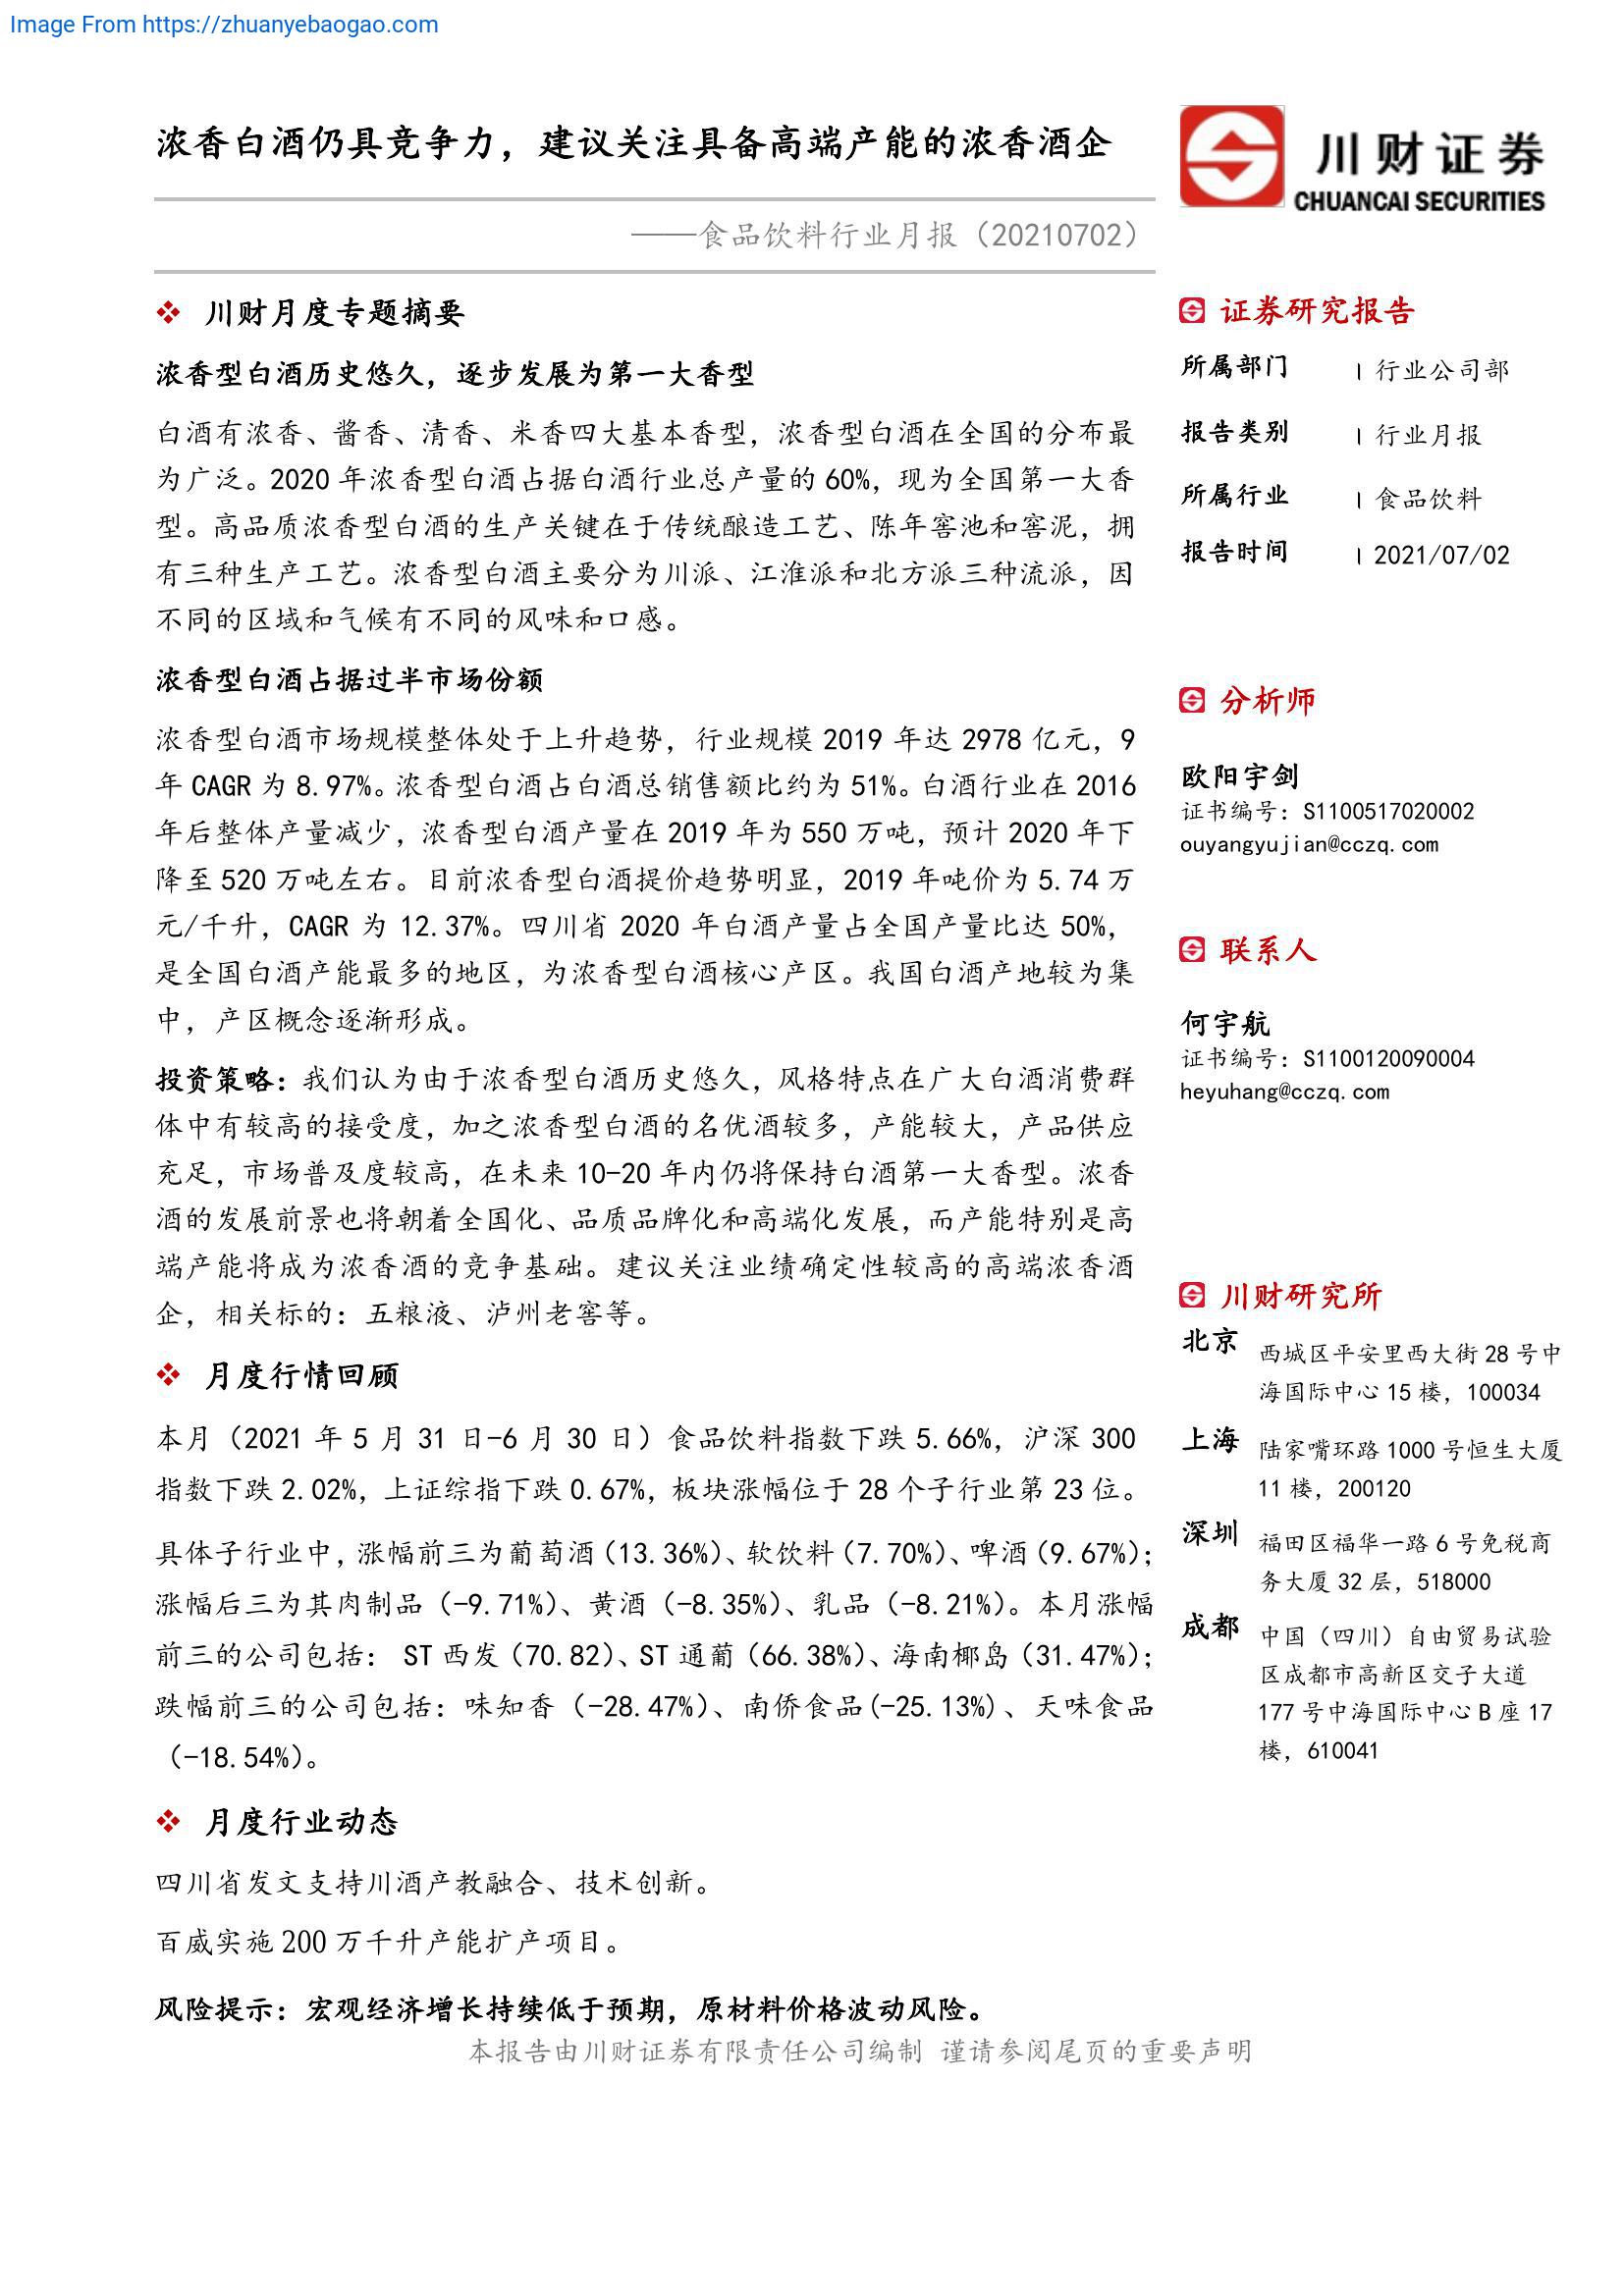 Image From https://zhuanyebaogao.com
浓香白酒仍具竞争力，建议关注具备高端产能的浓香酒企
川财证券
CHUANCAI SECURITIES
——食品饮料行业月报（20210702）
❖ 川财月度专题摘要
浓香型白酒历史悠久，逐步发展为第一大香型
白酒有浓香、酱香、清香、米香四大基本香型，浓香型白酒在全国的分布最
为广泛。2020 年浓香型白酒占据白酒行业总产量的 60%，现为全国第一大香
型。高品质浓香型白酒的生产关键在于传统酿造工艺、陈年窖池和窖泥，拥
有三种生产工艺。浓香型白酒主要分为川派、江淮派和北方派三种流派，因
不同的区域和气候有不同的风味和口感。
浓香型白酒占据过半市场份额
浓香型白酒市场规模整体处于上升趋势，行业规模 2019 年达 2978 亿元，9
年 CAGR 为 8.97%。浓香型白酒占白酒总销售额比约为 51%。白酒行业在 2016
年后整体产量减少，浓香型白酒产量在 2019 年为 550 万吨，预计 2020 年下
降至 520 万吨左右。目前浓香型白酒提价趋势明显，2019 年吨价为 5.74 万
元/千升，CAGR 为 12.37%。四川省 2020 年白酒产量占全国产量比达 50%，
是全国白酒产能最多的地区，为浓香型白酒核心产区。我国白酒产地较为集
中，产区概念逐渐形成。
投资策略：我们认为由于浓香型白酒历史悠久，风格特点在广大白酒消费群
体中有较高的接受度，加之浓香型白酒的名优酒较多，产能较大，产品供应
充足，市场普及度较高，在未来 10-20 年内仍将保持白酒第一大香型。浓香
酒的发展前景也将朝着全国化、品质品牌化和高端化发展，而产能特别是高
端产能将成为浓香酒的竞争基础。建议关注业绩确定性较高的高端浓香酒
企，相关标的：五粮液、泸州老窖等。
❖ 月度行情回顾
本月（2021 年 5 月 31 日-6 月 30 日）食品饮料指数下跌 5.66%，沪深 300
指数下跌 2.02%，上证综指下跌 0.67%，板块涨幅位于 28 个子行业第 23 位。
具体子行业中，涨幅前三为葡萄酒（13.36%）、软饮料（7.70%）、啤酒（9.67%）；
涨幅后三为其肉制品（-9.71%）、黄酒（-8.35%）、乳品（-8.21%）。本月涨幅
前三的公司包括： ST 西发（70.82）、ST 通葡（66.38%）、海南椰岛（31.47%）；
跌幅前三的公司包括：味知香（-28.47%）、南侨食品(-25.13%)、天味食品
（-18.54%）。
❖ 月度行业动态
四川省发文支持川酒产教融合、技术创新。
百威实施 200 万千升产能扩产项目。
风险提示：宏观经济增长持续低于预期，原材料价格波动风险。
证券研究报告
所属部门 | 行业公司部
报告类别 | 行业月报
所属行业 | 食品饮料
报告时间 | 2021/07/02
分析师
欧阳宇剑
证书编号：S1100517020002
ouyangyujian@cczq.com
联系人
何宇航
证书编号：S1100120090004
heyuhang@cczq.com
川财研究所
北京 西城区平安里西大街 28 号中
海国际中心 15 楼，100034
上海 陆家嘴环路 1000 号恒生大厦
11 楼，200120
深圳 福田区福华一路 6 号免税商
务大厦 32 层，518000
成都 中国（四川）自由贸易试验
区成都市高新区交子大道
177 号中海国际中心 B 座 17
楼，610041
本报告由川财证券有限责任公司编制 谨请参阅尾页的重要声明